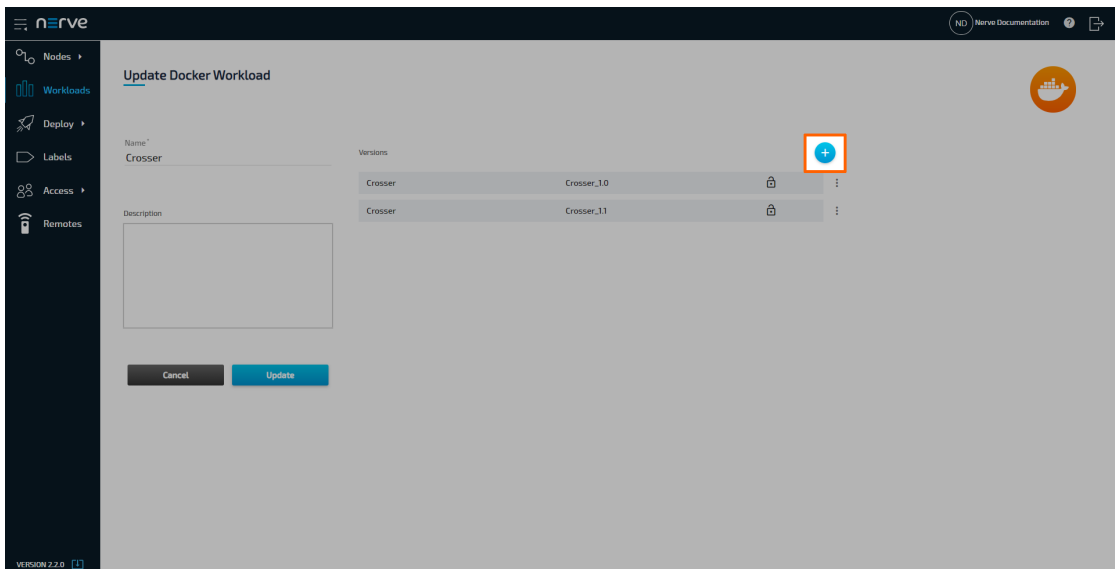 nerve
ND Nerve Documentation ?
Nodes
Workloads
Deploy
Labels
Access
Remotes
VERSION 2.2.0
Update Docker Workload
Name*
Crosser
Description
Cancel Update
Versions
Crosser Crosser_1.0
Crosser Crosser_1.1